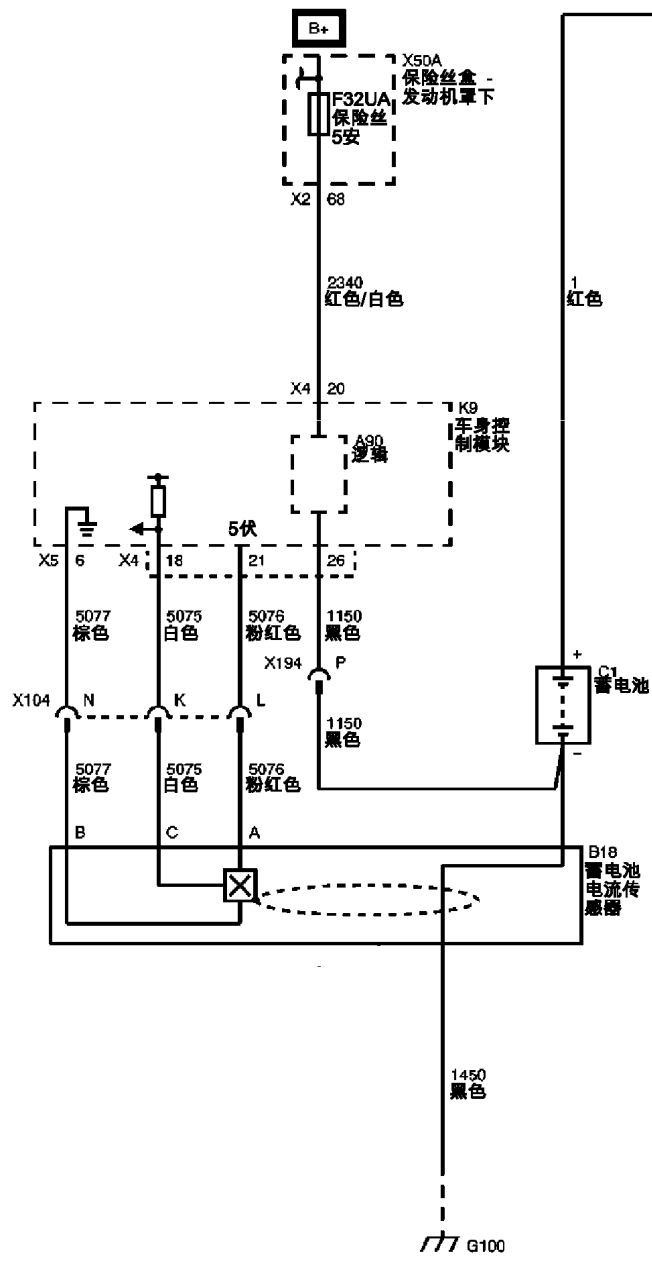 B+
X50A
保险丝盒 -
发动机罩下
F32UA
保险丝
5安
X2 68
2340
红色/白色
1
红色
X4 20
K9
车身控
制模块
A90
逻辑
5伏
X5 6 X4 18 21 26
5077
棕色
5075
白色
5076
粉红色
1150
黑色
X194 P
+
C1
蓄电池
-
X104 N K L
1150
黑色
5077
棕色
5075
白色
5076
粉红色
B C A
B18
蓄电池
电流传
感器
1450
黑色
G100